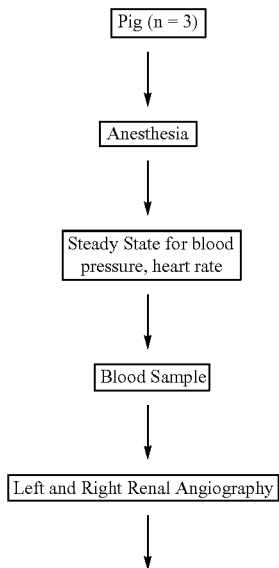 Pig (n = 3)
Anesthesia
Steady State for blood
pressure, heart rate
Blood Sample
Left and Right Renal Angiography